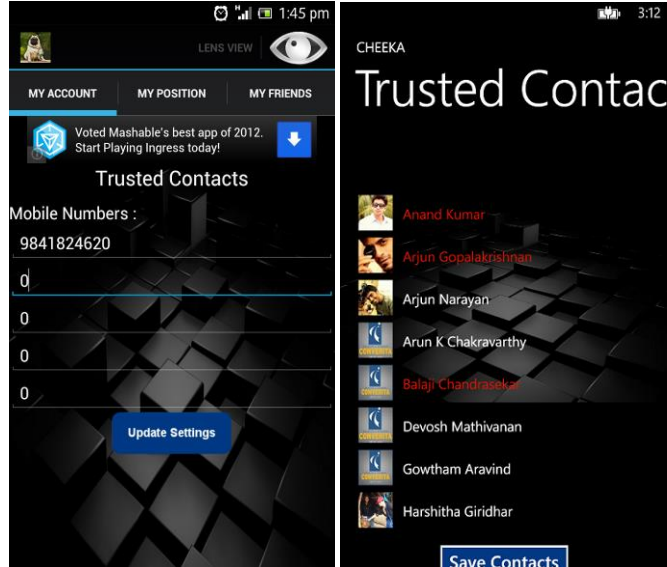 1:45 pm
LENS VIEW
MY ACCOUNT MY POSITION MY FRIENDS
Voted Mashable's best app of 2012.
Start Playing Ingress today!
Trusted Contacts
Mobile Numbers :
9841824620
0
0
0
0
Update Settings
3:12
CHEEKA
Trusted Contac
Anand Kumar
Arjun Gopalakrishnan
Arjun Narayan
Arun K Chakravarthy
Balaji Chandrasekar
Devosh Mathivanan
Gowtham Aravind
Harshitha Giridhar
Save Contacts